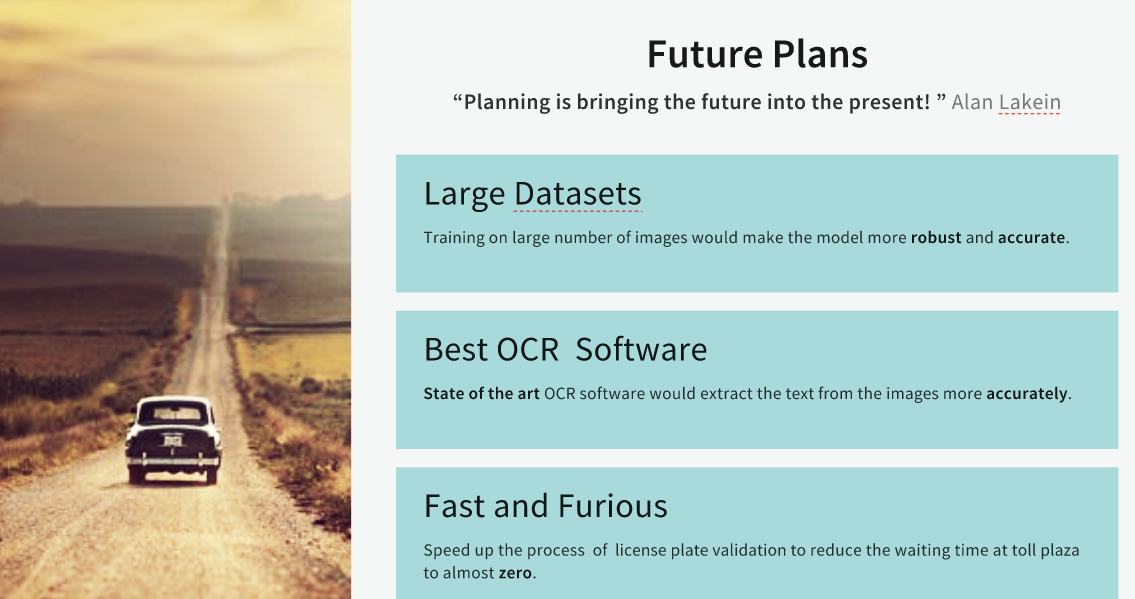 Future Plans
“Planning is bringing the future into the present! ” Alan Lakein
Large Datasets
Training on large number of images would make the model more robust and accurate.
Best OCR  Software
State of the art OCR software would extract the text from the images more accurately.
Fast and Furious
Speed up the process  of  license plate validation to reduce the waiting time at toll plaza
to almost zero.